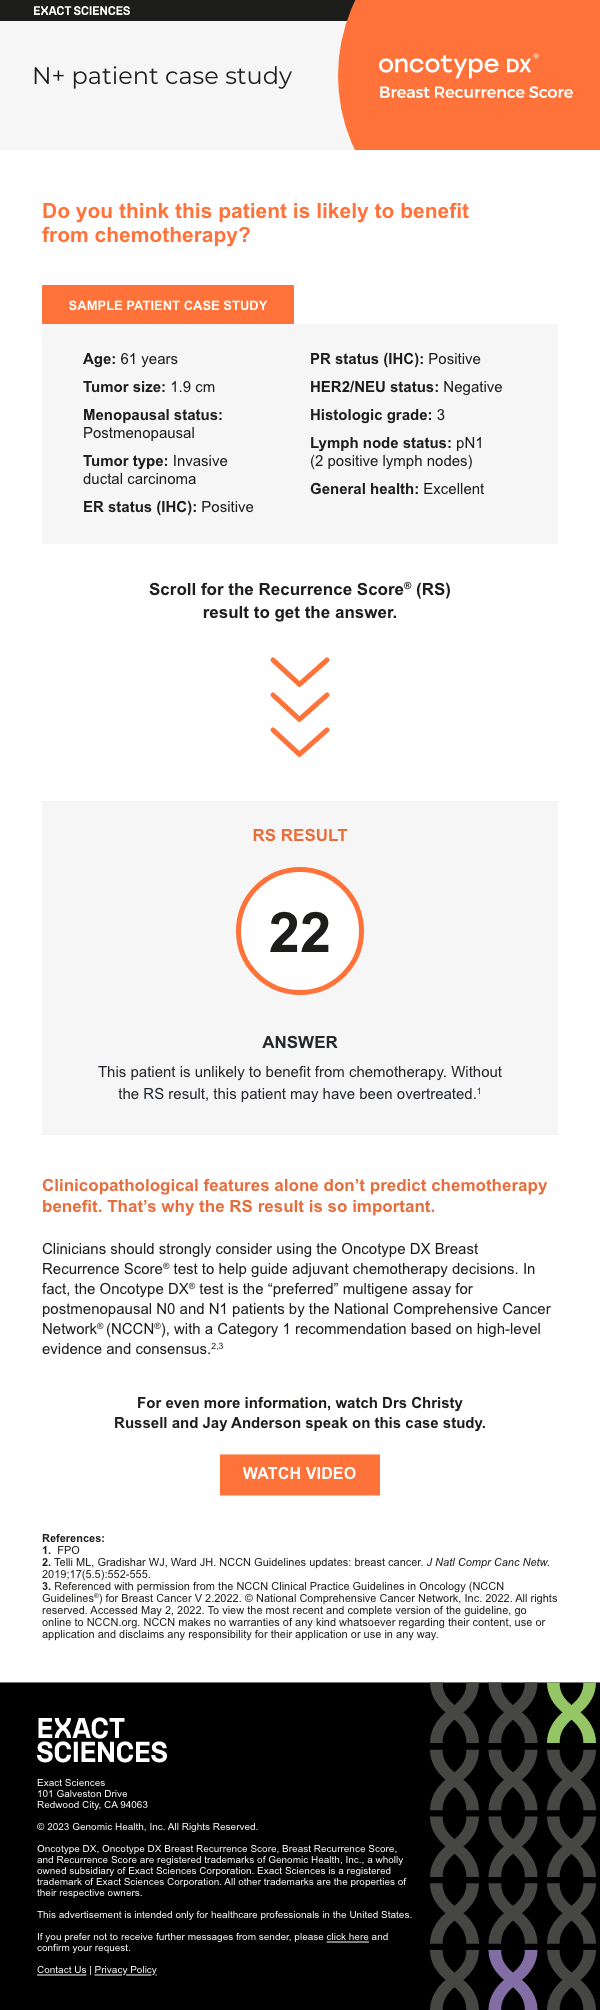 EXACT SCIENCES
N+ patient case study
oncotype DX®
Breast Recurrence Score
Do you think this patient is likely to benefit
from chemotherapy?
SAMPLE PATIENT CASE STUDY
Age: 61 years
Tumor size: 1.9 cm
Menopausal status:
Postmenopausal
Tumor type: Invasive
ductal carcinoma
ER status (IHC): Positive
PR status (IHC): Positive
HER2/NEU status: Negative
Histologic grade: 3
Lymph node status: pN1
(2 positive lymph nodes)
General health: Excellent
Scroll for the Recurrence Score® (RS)
result to get the answer.
RS RESULT
22
ANSWER
This patient is unlikely to benefit from chemotherapy. Without
the RS result, this patient may have been overtreated.¹
Clinicopathological features alone don’t predict chemotherapy
benefit. That’s why the RS result is so important.
Clinicians should strongly consider using the Oncotype DX Breast
Recurrence Score® test to help guide adjuvant chemotherapy decisions. In
fact, the Oncotype DX® test is the “preferred” multigene assay for
postmenopausal N0 and N1 patients by the National Comprehensive Cancer
Network® (NCCN®), with a Category 1 recommendation based on high-level
evidence and consensus.²,³
For even more information, watch Drs Christy
Russell and Jay Anderson speak on this case study.
WATCH VIDEO
References:
1. FPO
2. Telli ML, Gradishar WJ, Ward JH. NCCN Guidelines updates: breast cancer. J Natl Compr Canc Netw.
2019;17(5.5):552-555.
3. Referenced with permission from the NCCN Clinical Practice Guidelines in Oncology (NCCN
Guidelines®) for Breast Cancer V 2.2022. © National Comprehensive Cancer Network, Inc. 2022. All rights
reserved. Accessed May 2, 2022. To view the most recent and complete version of the guideline, go
online to NCCN.org. NCCN makes no warranties of any kind whatsoever regarding their content, use or
application and disclaims any responsibility for their application or use in any way.
EXACT
SCIENCES
Exact Sciences
101 Galveston Drive
Redwood City, CA 94063
© 2023 Genomic Health, Inc. All Rights Reserved.
Oncotype DX, Oncotype DX Breast Recurrence Score, Breast Recurrence Score,
and Recurrence Score are registered trademarks of Genomic Health, Inc., a wholly
owned subsidiary of Exact Sciences Corporation. Exact Sciences is a registered
trademark of Exact Sciences Corporation. All other trademarks are the properties of
their respective owners.
This advertisement is intended only for healthcare professionals in the United States.
If you prefer not to receive further messages from sender, please click here and
confirm your request.
Contact Us | Privacy Policy